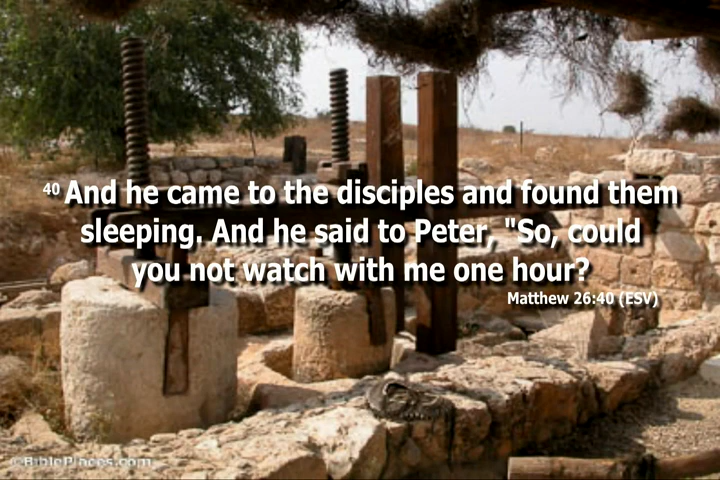 40 And he came to the disciples and found them
sleeping. And he said to Peter, "So, could
you not watch with me one hour?
Matthew 26:40 (ESV)
©BiblePlaces.com